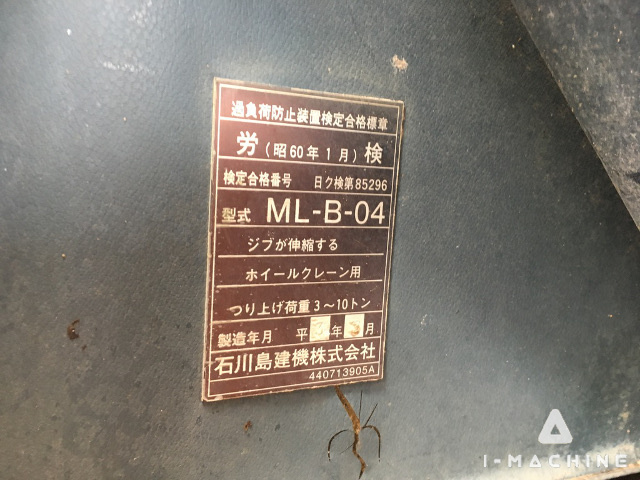 過負荷防止装置検定合格標章
労（昭60年1月）検
検定合格番号 日ク検第85296
型式 ML-B-04
ジブが伸縮する
ホイールクレーン用
つり上げ荷重3〜10トン
製造年月 平 3 年 3 月
石川島建機株式会社
440713905A
I-MACHINE